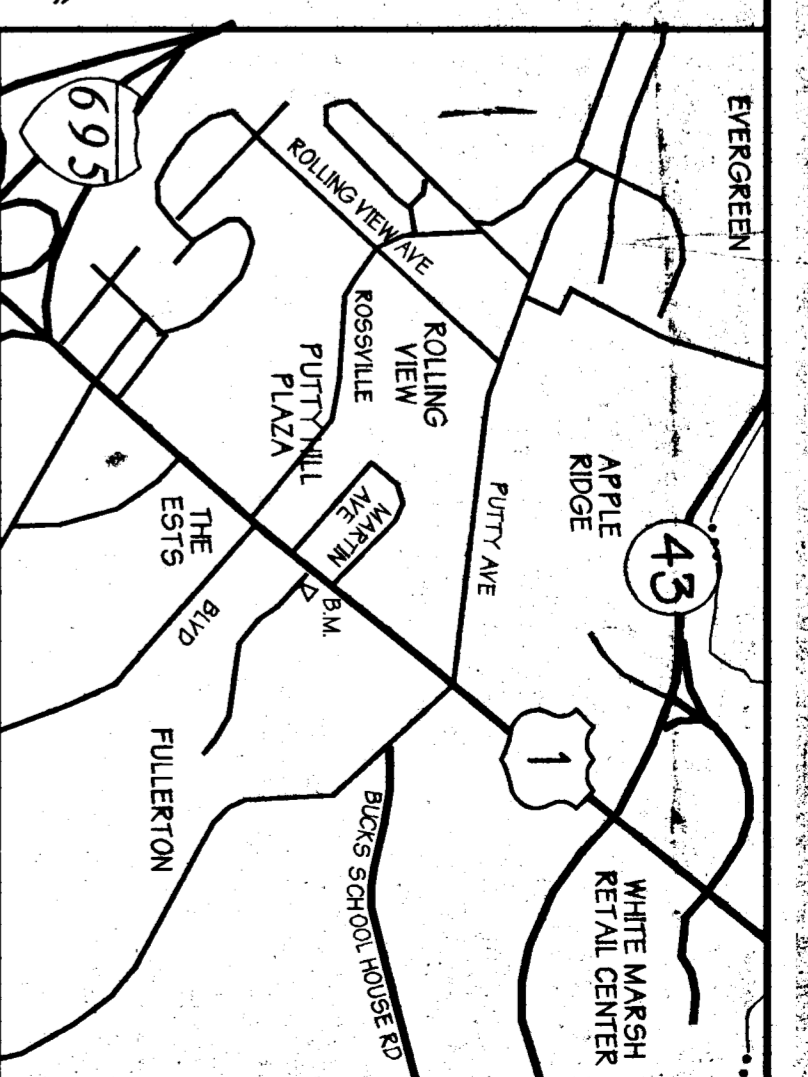 EVERGREEN
695
ROLLING VIEW AVE
ROSSVILLE
ROLLING
VIEW
PUTTY HILL
PLAZA
APPLE
RIDGE
43
PUTTY AVE
MARTIN
AVE
THE
ESTS
B.M.
BLVD
1
FULLERTON
BUCKS SCHOOL HOUSE RD
WHITE MARSH
RETAIL CENTER